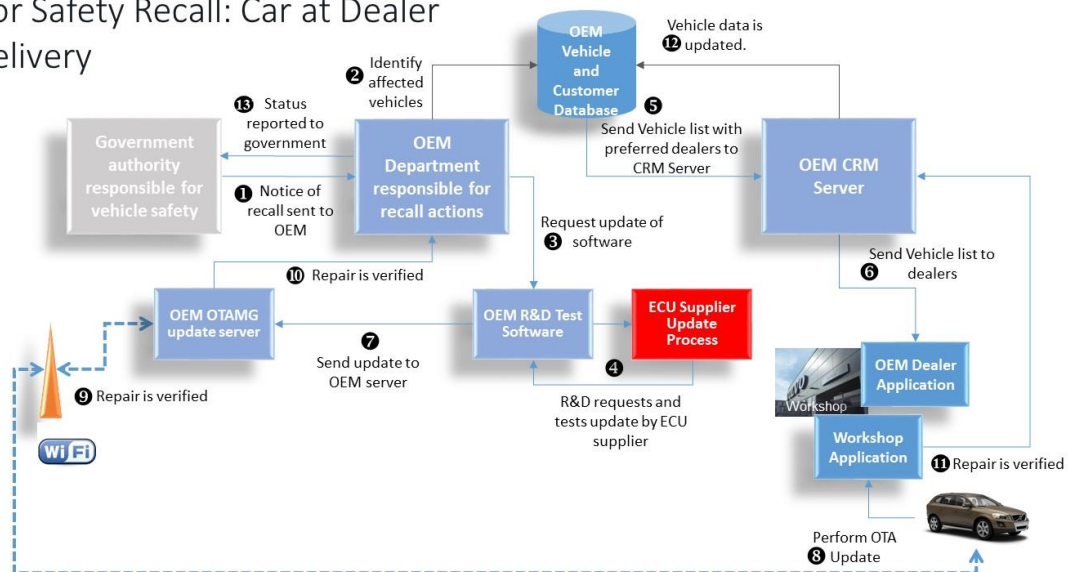 or Safety Recall: Car at Dealer
elivery
OEM
Vehicle
and
Customer
Database
Vehicle data is
⓬ updated.
❷ Identify
affected
vehicles
⓭ Status
reported to
government
❺
Send Vehicle list with
preferred dealers to
CRM Server
Government
authority
responsible for
vehicle safety
OEM
Department
responsible for
recall actions
OEM CRM
Server
❶ Notice of
recall sent to
OEM
Request update of
❸ software
Send Vehicle list to
❻ dealers
❿ Repair is verified
OEM OTAMG
update server
OEM R&D Test
Software
ECU Supplier
Update
Process
❼
Send update to
OEM server
❹
R&D requests and
tests update by ECU
supplier
OEM Dealer
Application
Workshop
❾ Repair is verified
WiFi
Workshop
Application
⓫ Repair is verified
Perform OTA
❽ Update